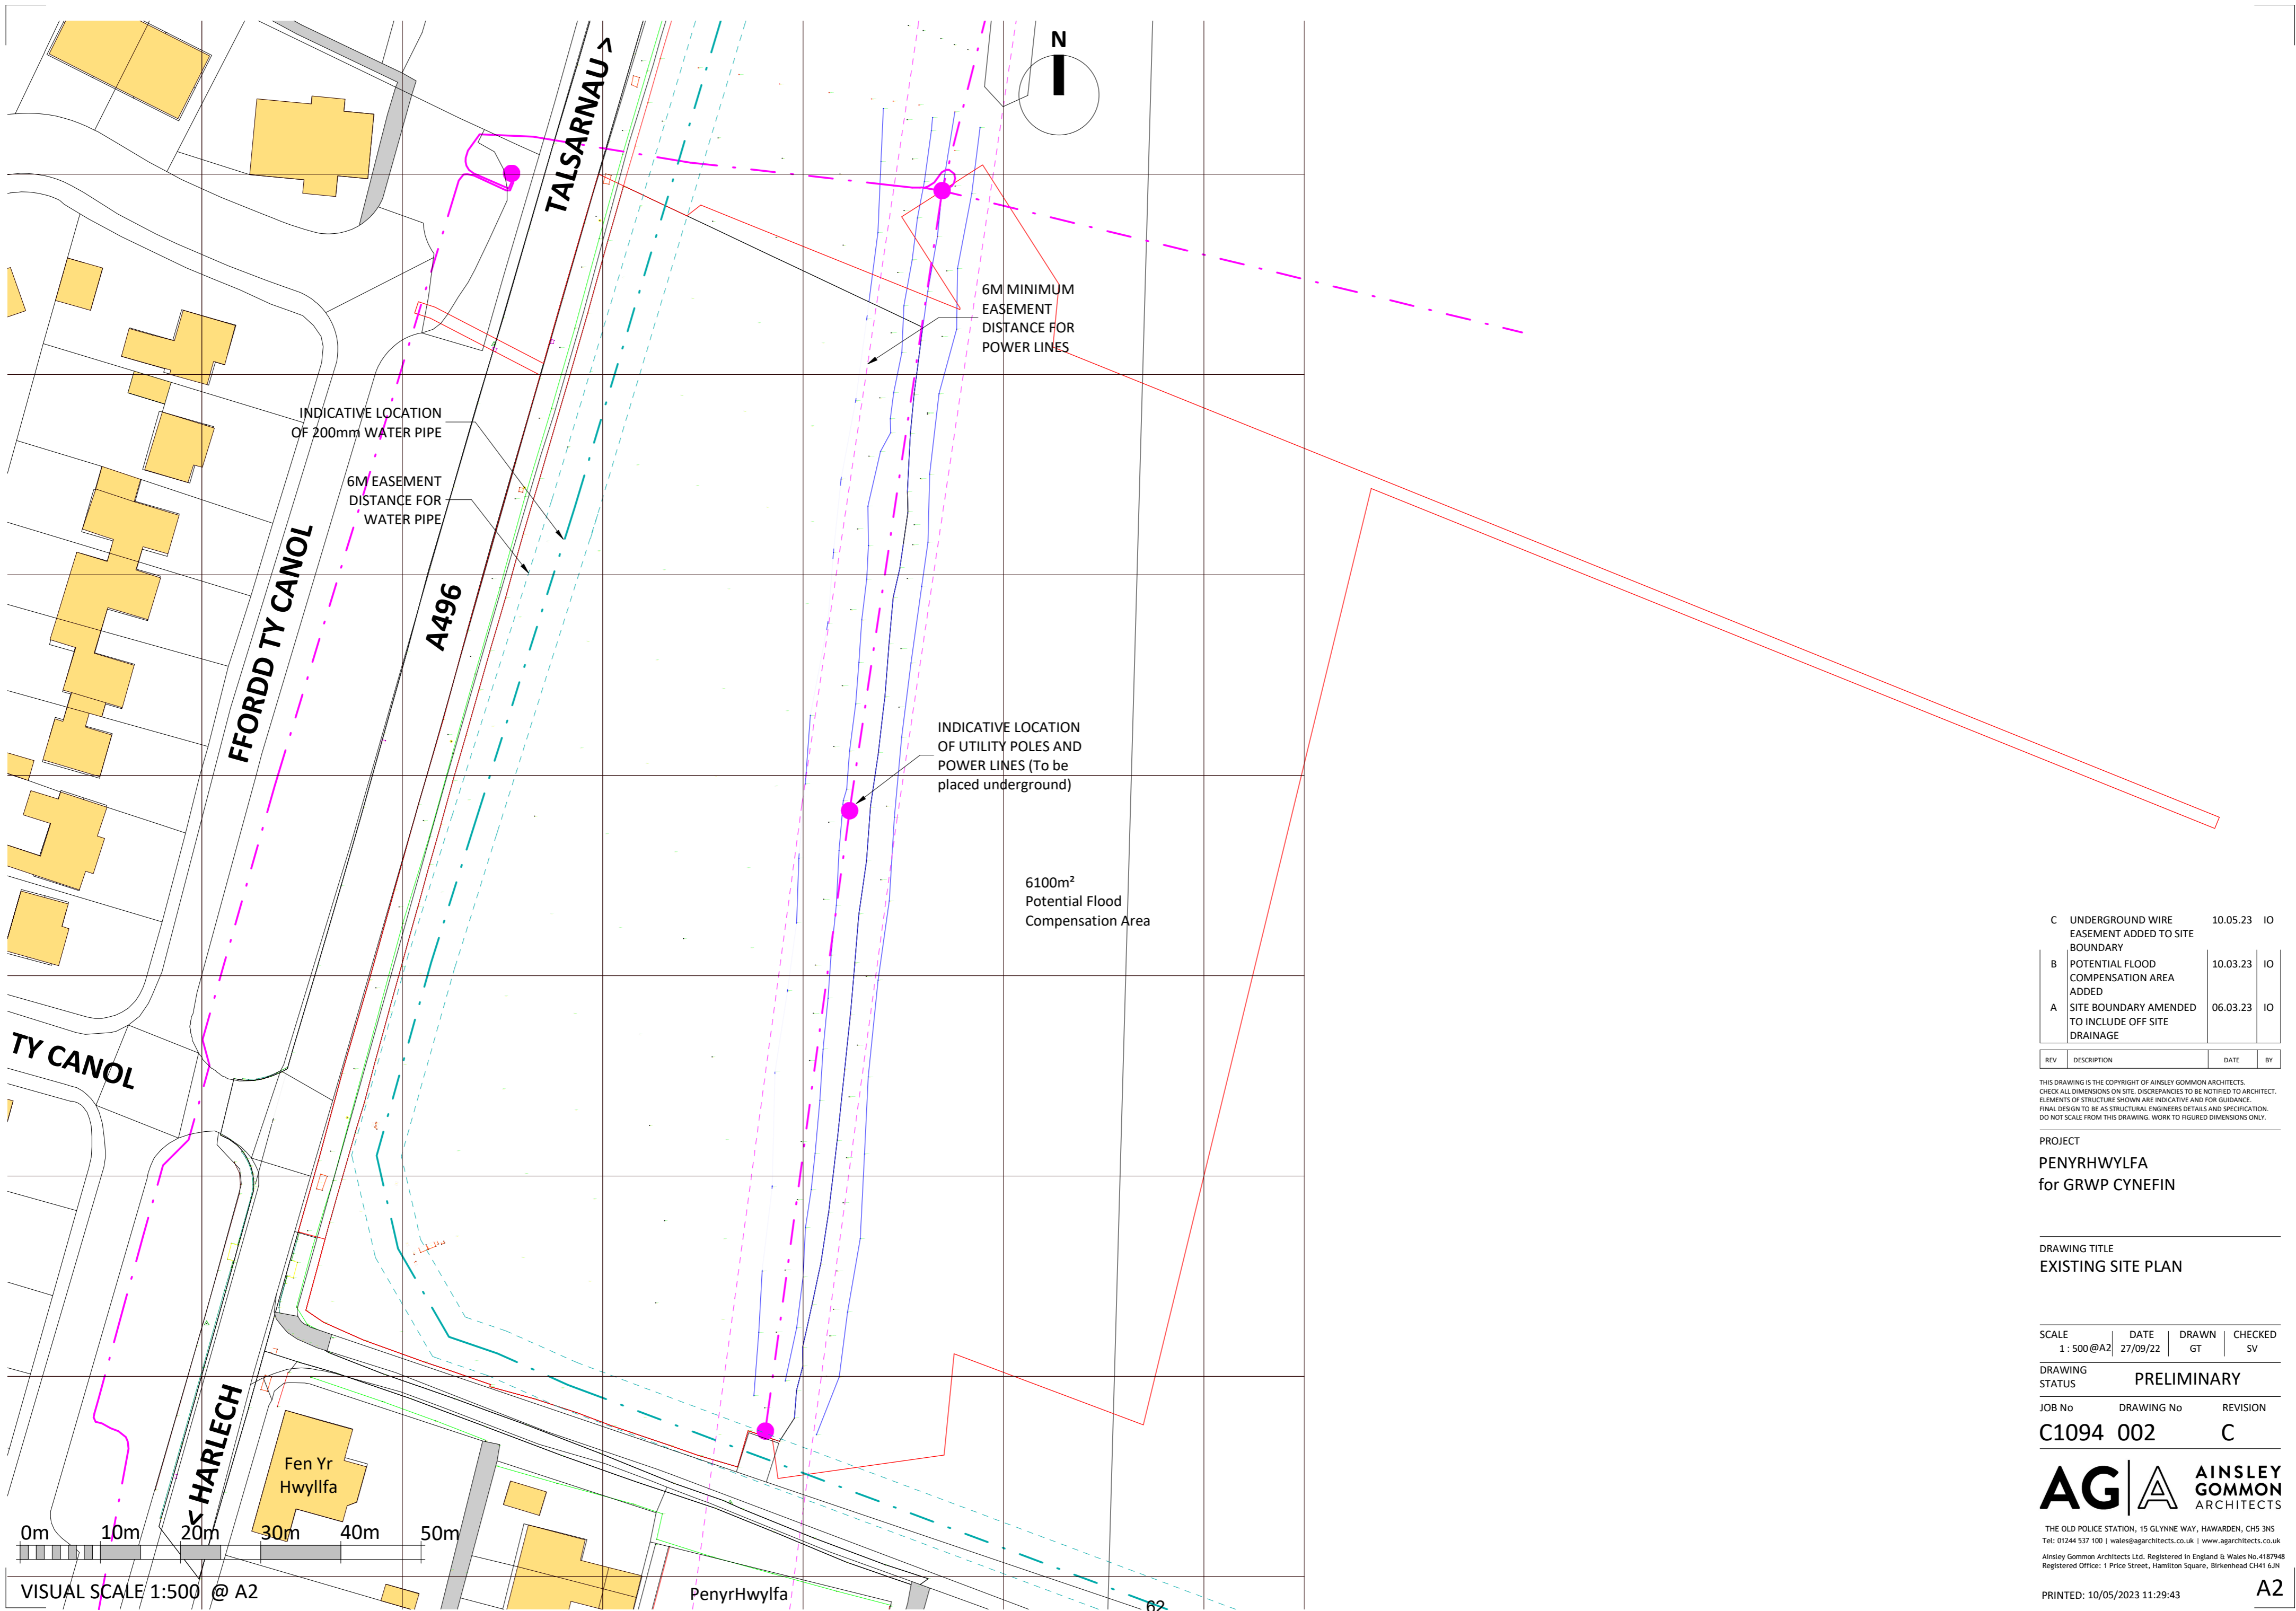 N
TALSARNAU >
6M MINIMUM
EASEMENT
DISTANCE FOR
POWER LINES
INDICATIVE LOCATION
OF 200mm WATER PIPE
6M EASEMENT
DISTANCE FOR
WATER PIPE
FFORDD TY CANOL
A496
INDICATIVE LOCATION
OF UTILITY POLES AND
POWER LINES (To be
placed underground)
6100m²
Potential Flood
Compensation Area
TY CANOL
< HARLECH
Fen Yr
Hwyllfa
PenyrHwylfa
62
0m 10m 20m 30m 40m 50m
VISUAL SCALE 1:500 @ A2
C UNDERGROUND WIRE 10.05.23 IO
EASEMENT ADDED TO SITE
BOUNDARY
B POTENTIAL FLOOD 10.03.23 IO
COMPENSATION AREA
ADDED
A SITE BOUNDARY AMENDED 06.03.23 IO
TO INCLUDE OFF SITE
DRAINAGE
REV DESCRIPTION DATE BY
THIS DRAWING IS THE COPYRIGHT OF AINSLEY GOMMON ARCHITECTS.
CHECK ALL DIMENSIONS ON SITE. DISCREPANCIES TO BE NOTIFIED TO ARCHITECT.
ELEMENTS OF STRUCTURE SHOWN ARE INDICATIVE AND FOR GUIDANCE.
FINAL DESIGN TO BE AS STRUCTURAL ENGINEERS DETAILS AND SPECIFICATION.
DO NOT SCALE FROM THIS DRAWING. WORK TO FIGURED DIMENSIONS ONLY.
PROJECT
PENYRHWYLFA
for GRWP CYNEFIN
DRAWING TITLE
EXISTING SITE PLAN
SCALE DATE DRAWN CHECKED
1 : 500@A2 27/09/22 GT SV
DRAWING
STATUS PRELIMINARY
JOB No DRAWING No REVISION
C1094 002 C
AG A AINSLEY
GOMMON
ARCHITECTS
THE OLD POLICE STATION, 15 GLYNNE WAY, HAWARDEN, CH5 3NS
Tel: 01244 537 100 | wales@agarchitects.co.uk | www.agarchitects.co.uk
Ainsley Gommon Architects Ltd. Registered in England & Wales No.4187948
Registered Office: 1 Price Street, Hamilton Square, Birkenhead CH41 6JN
PRINTED: 10/05/2023 11:29:43
A2